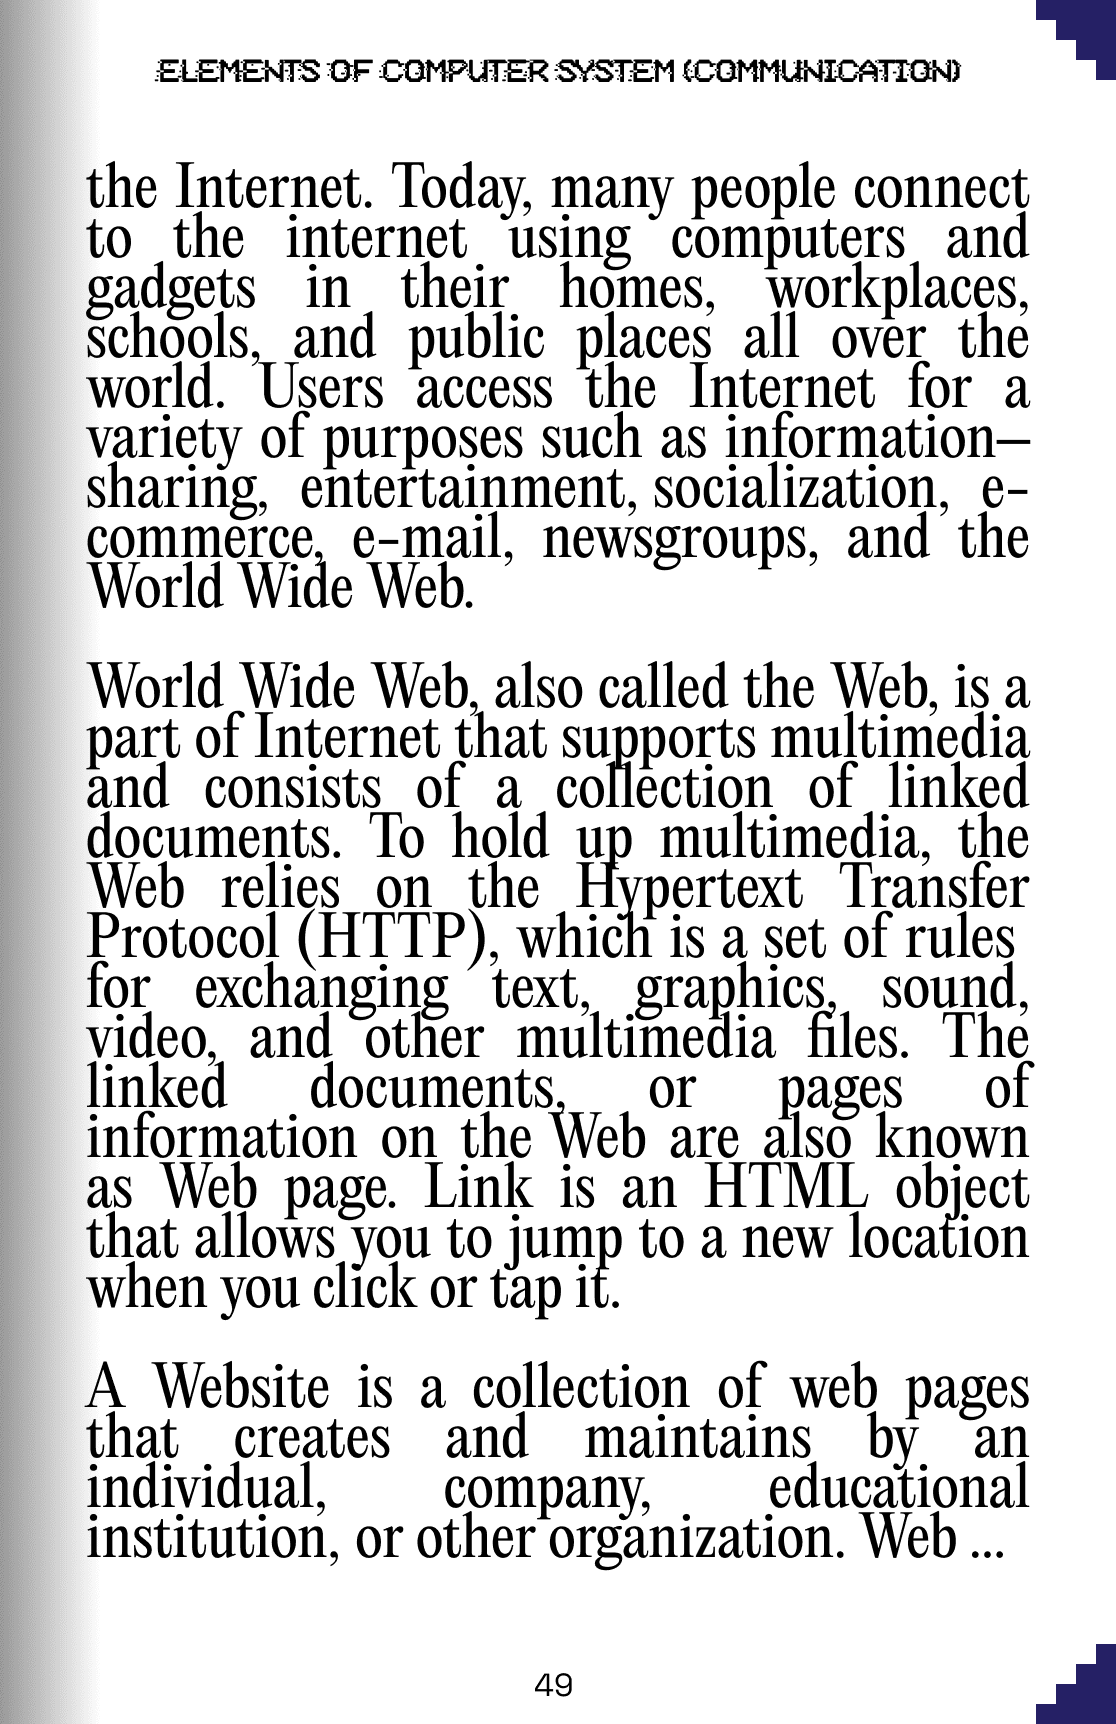 ELEMENTS OF COMPUTER SYSTEM (COMMUNICATION)
the Internet. Today, many people connect
to the internet using computers and
gadgets in their homes, workplaces,
schools, and public places all over the
world. Users access the Internet for a
variety of purposes such as information–
sharing, entertainment, socialization, e-
commerce, e-mail, newsgroups, and the
World Wide Web.
World Wide Web, also called the Web, is a
part of Internet that supports multimedia
and consists of a collection of linked
documents. To hold up multimedia, the
Web relies on the Hypertext Transfer
Protocol (HTTP), which is a set of rules
for exchanging text, graphics, sound,
video, and other multimedia files. The
linked documents, or pages of
information on the Web are also known
as Web page. Link is an HTML object
that allows you to jump to a new location
when you click or tap it.
A Website is a collection of web pages
that creates and maintains by an
individual, company, educational
institution, or other organization. Web ...
49